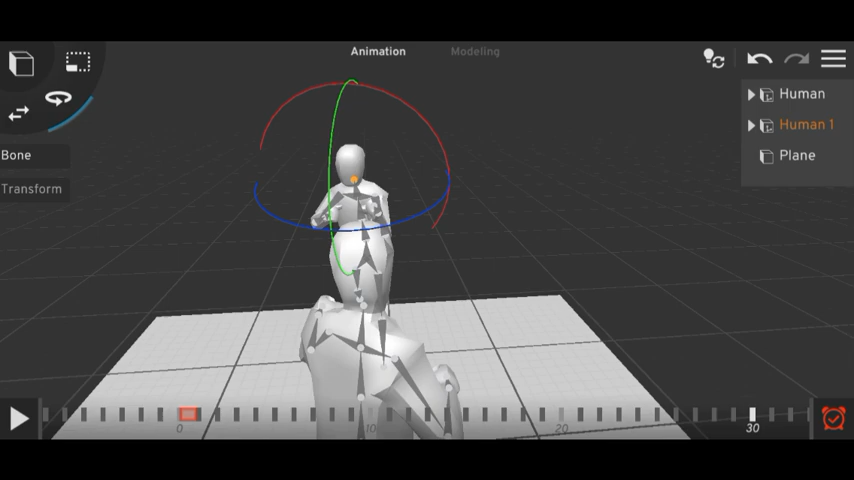 Animation
Modeling
Human
Human 1
Plane
Bone
Transform
0
10
20
30